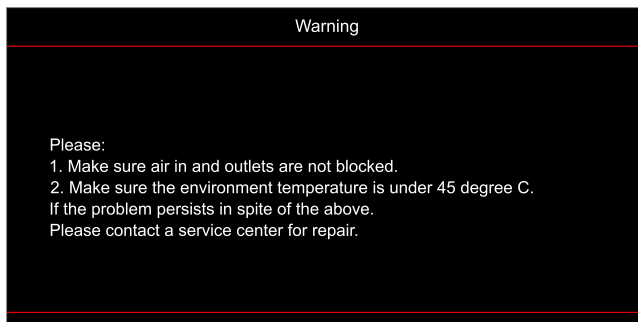 Warning
Please:
1. Make sure air in and outlets are not blocked.
2. Make sure the environment temperature is under 45 degree C.
If the problem persists in spite of the above.
Please contact a service center for repair.